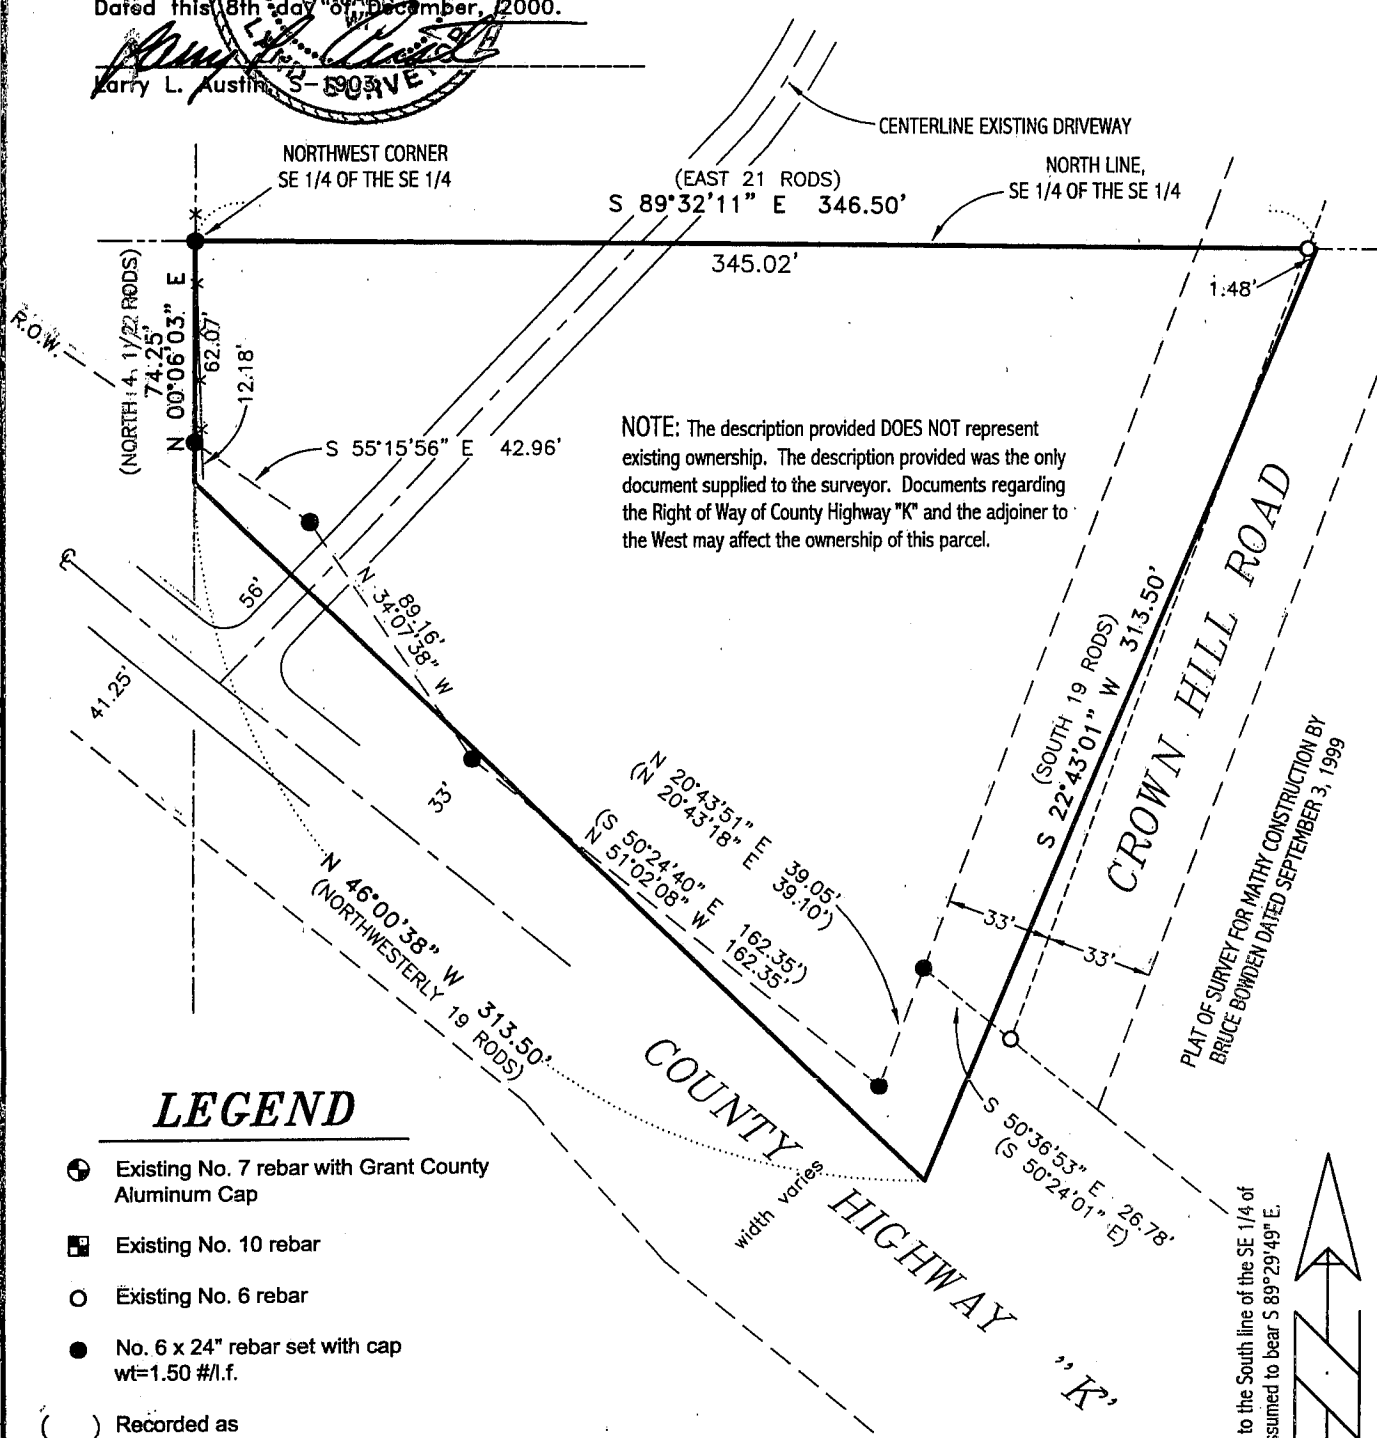 Dated this 8th day of December, 2000.
LAND SURVEYOR
Larry L. Austin, S-1903
CENTERLINE EXISTING DRIVEWAY
NORTHWEST CORNER
SE 1/4 OF THE SE 1/4
(EAST 21 RODS)
S 89°32'11" E 346.50'
NORTH LINE,
SE 1/4 OF THE SE 1/4
345.02'
1.48'
R.O.W.
(NORTH 4 1/22 RODS)
74.25'
N 00°06'03" E
62.07'
12.18'
S 55°15'56" E 42.96'
NOTE: The description provided DOES NOT represent
existing ownership. The description provided was the only
document supplied to the surveyor. Documents regarding
the Right of Way of County Highway "K" and the adjoiner to
the West may affect the ownership of this parcel.
56'
89.16'
N 34°07'38" W
41.25'
33'
(SOUTH 19 RODS)
S 22°43'01" W 313.50'
CROWN HILL ROAD
PLAT OF SURVEY FOR MATHY CONSTRUCTION BY
BRUCE BOWDEN DATED SEPTEMBER 3, 1999
N 20°43'51" E 39.05'
(N 20°43'18" E 39.10')
(S 50°24'40" E 162.35')
N 51°02'08" W 162.35'
33'
33'
N 46°00'38" W 313.50'
(NORTHWESTERLY 19 RODS)
COUNTY HIGHWAY "K"
width varies
S 50°36'53" E 26.78'
(S 50°24'01" E)
LEGEND
Existing No. 7 rebar with Grant County
Aluminum Cap
Existing No. 10 rebar
Existing No. 6 rebar
No. 6 x 24" rebar set with cap
wt=1.50 #/l.f.
( ) Recorded as
to the South line of the SE 1/4 of
ssumed to bear S 89°29'49" E.